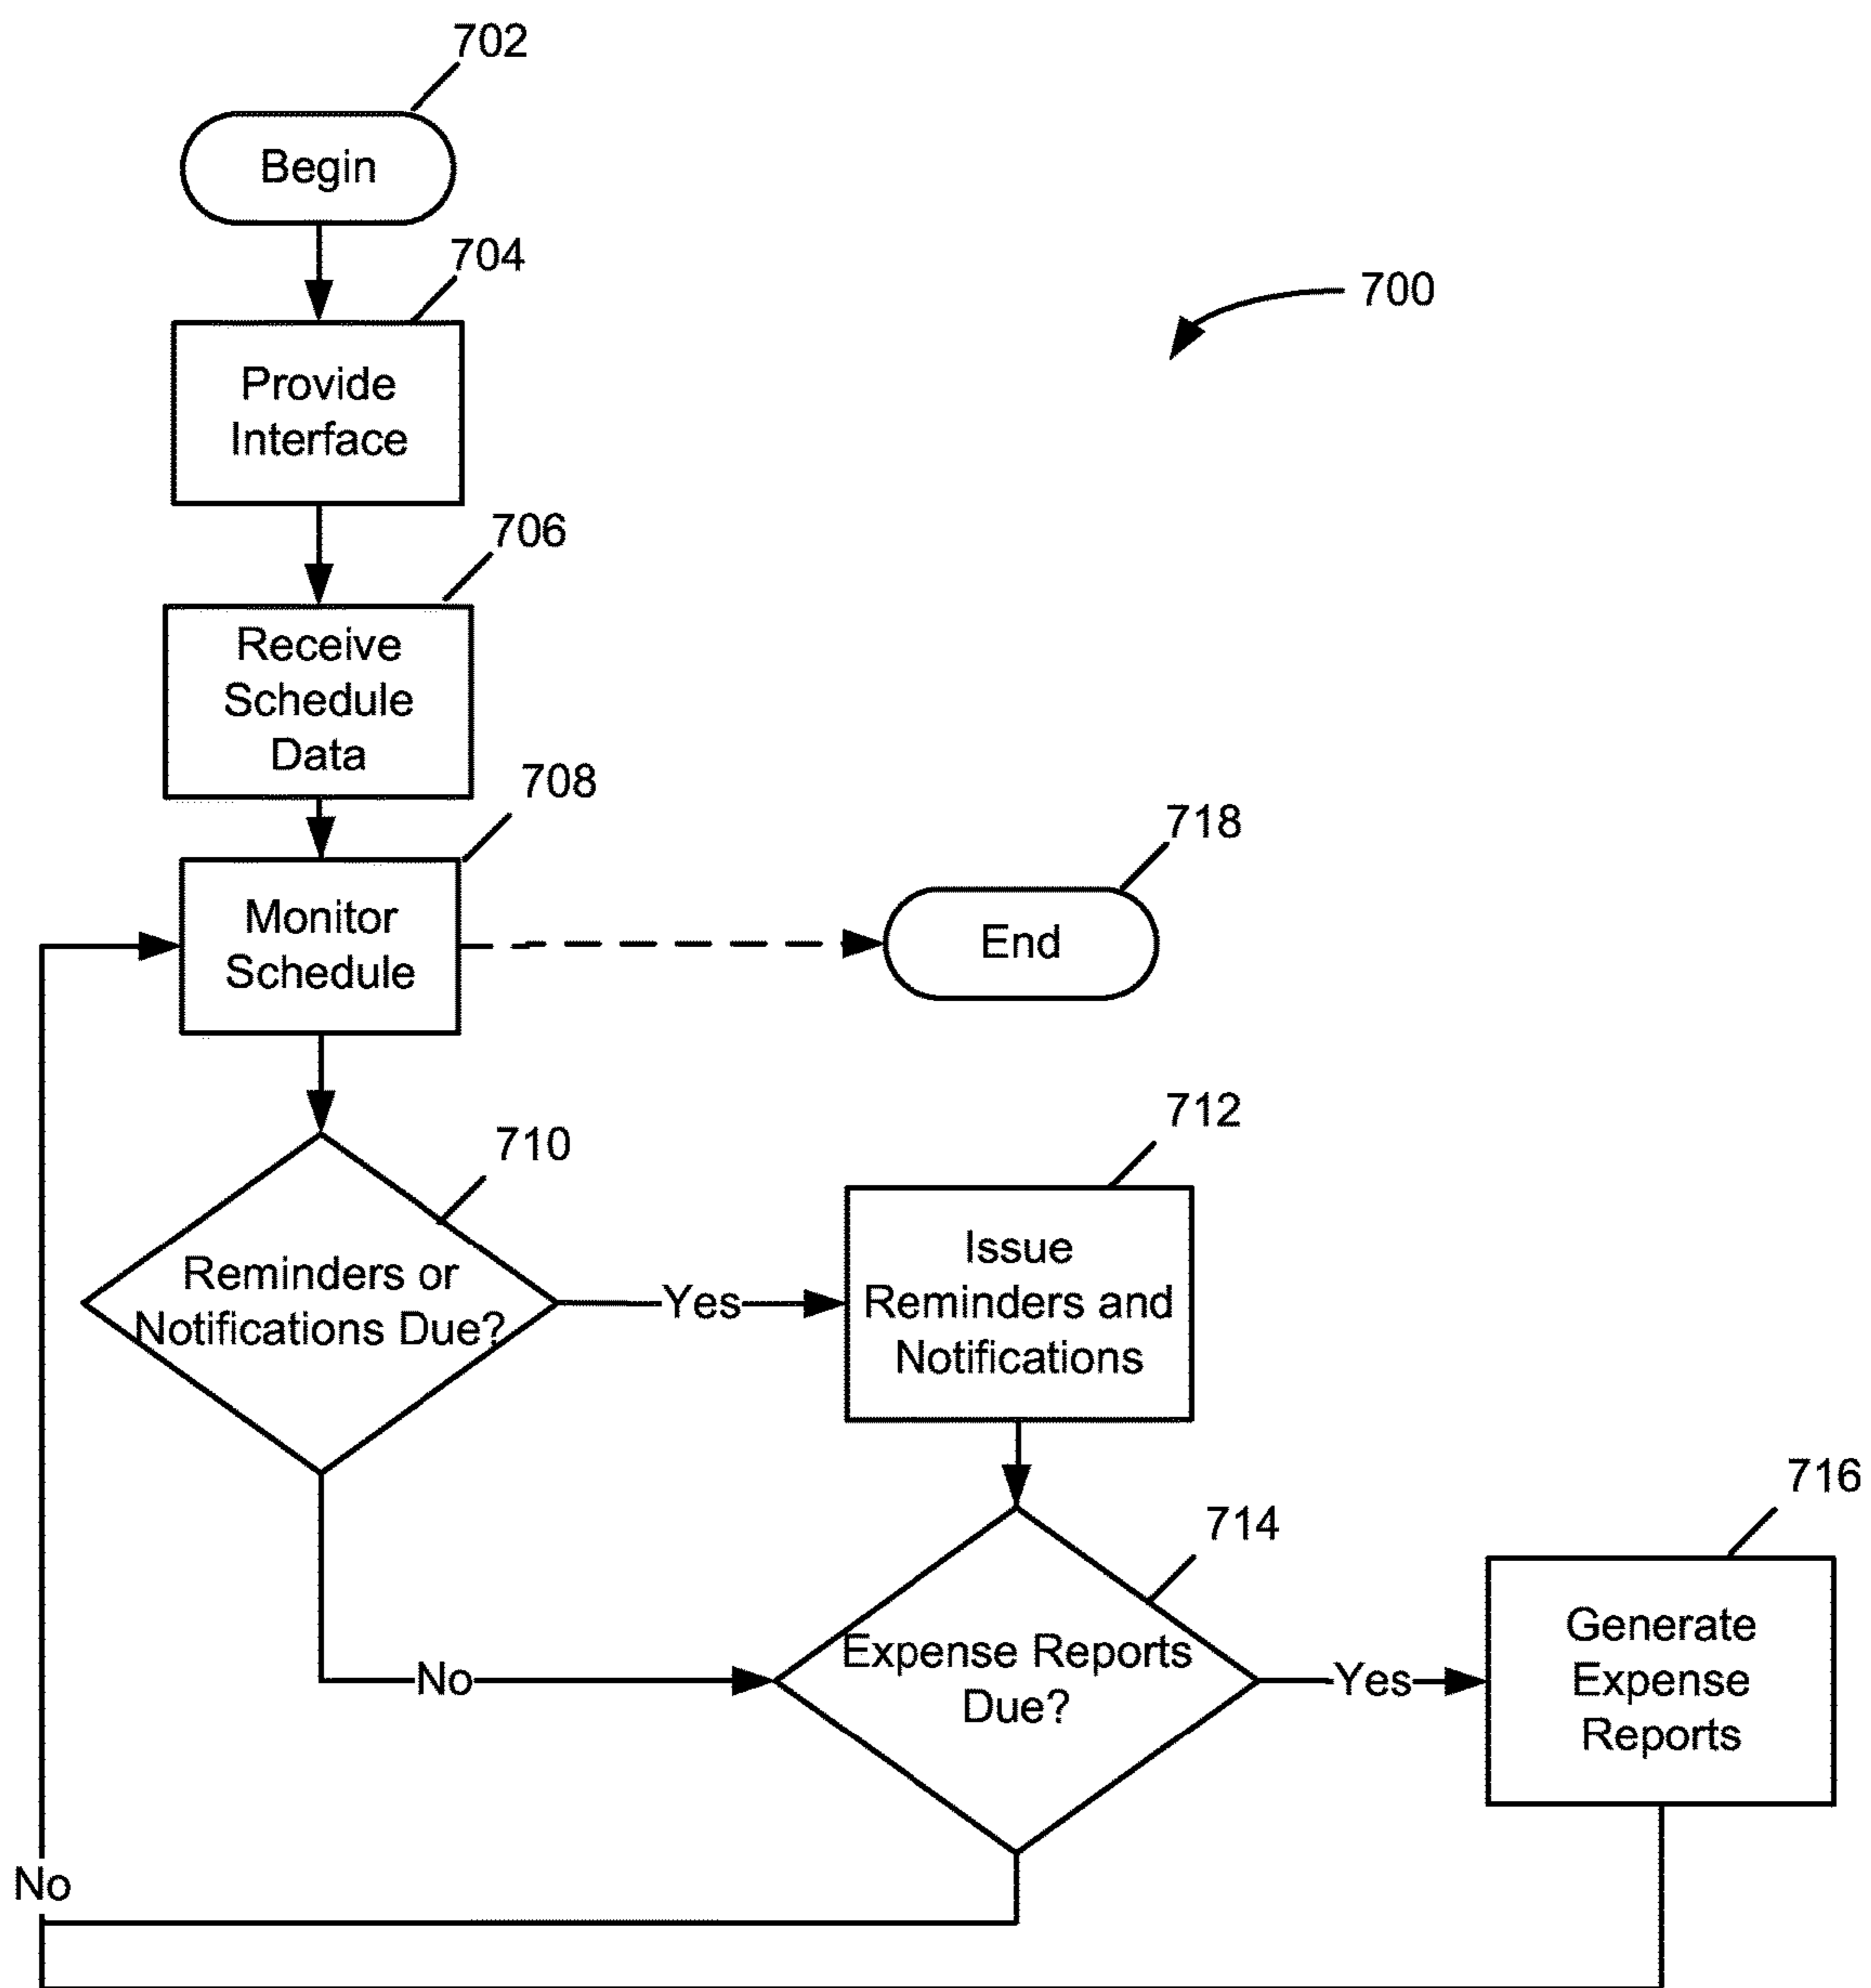 702
Begin
704
700
Provide
Interface
706
Receive
Schedule
Data
708
718
Monitor
Schedule
End
712
710
Issue
Reminders and
Notifications
Reminders or
Notifications Due?
Yes
716
714
Generate
Expense
Reports
Expense Reports
Due?
No
Yes
No